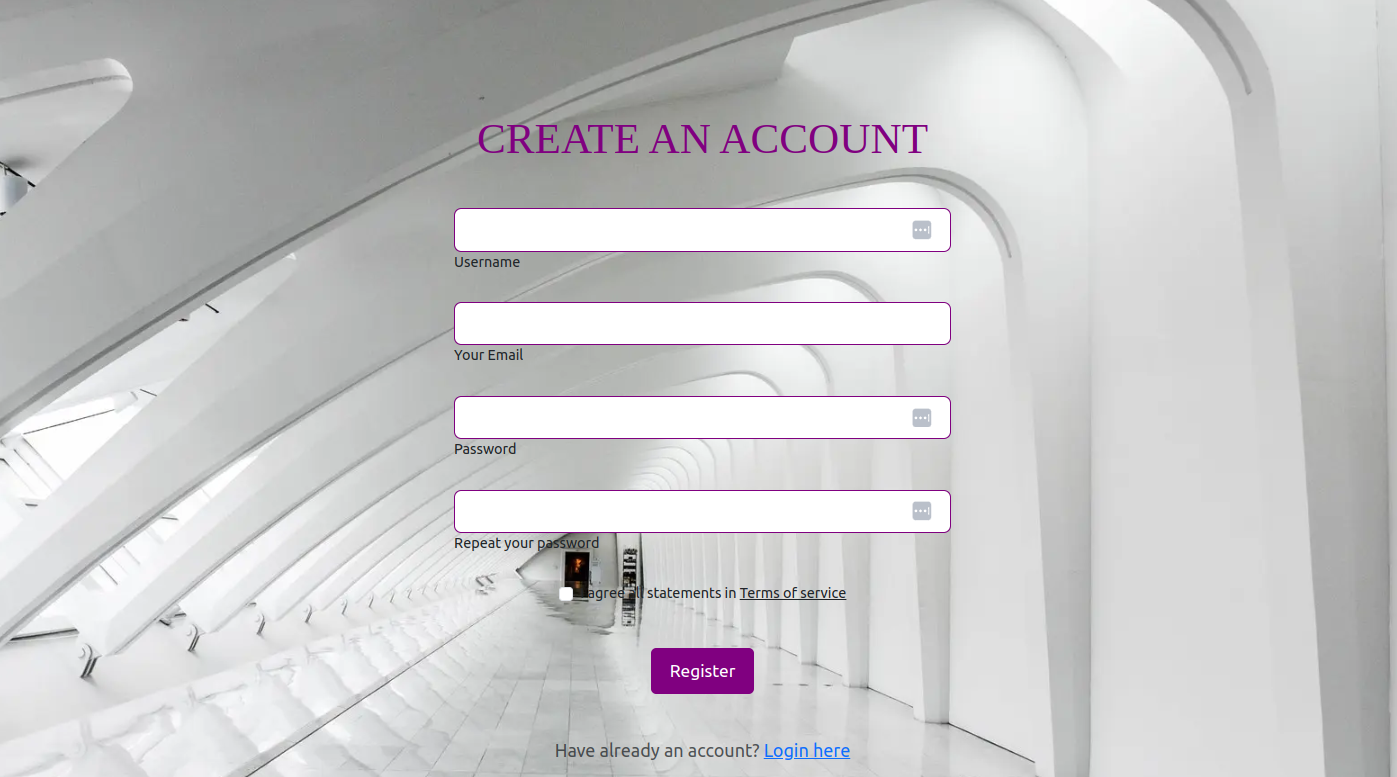 CREATE AN ACCOUNT
Username
Your Email
Password
Repeat your password
I agree all statements in Terms of service
Register
Have already an account? Login here